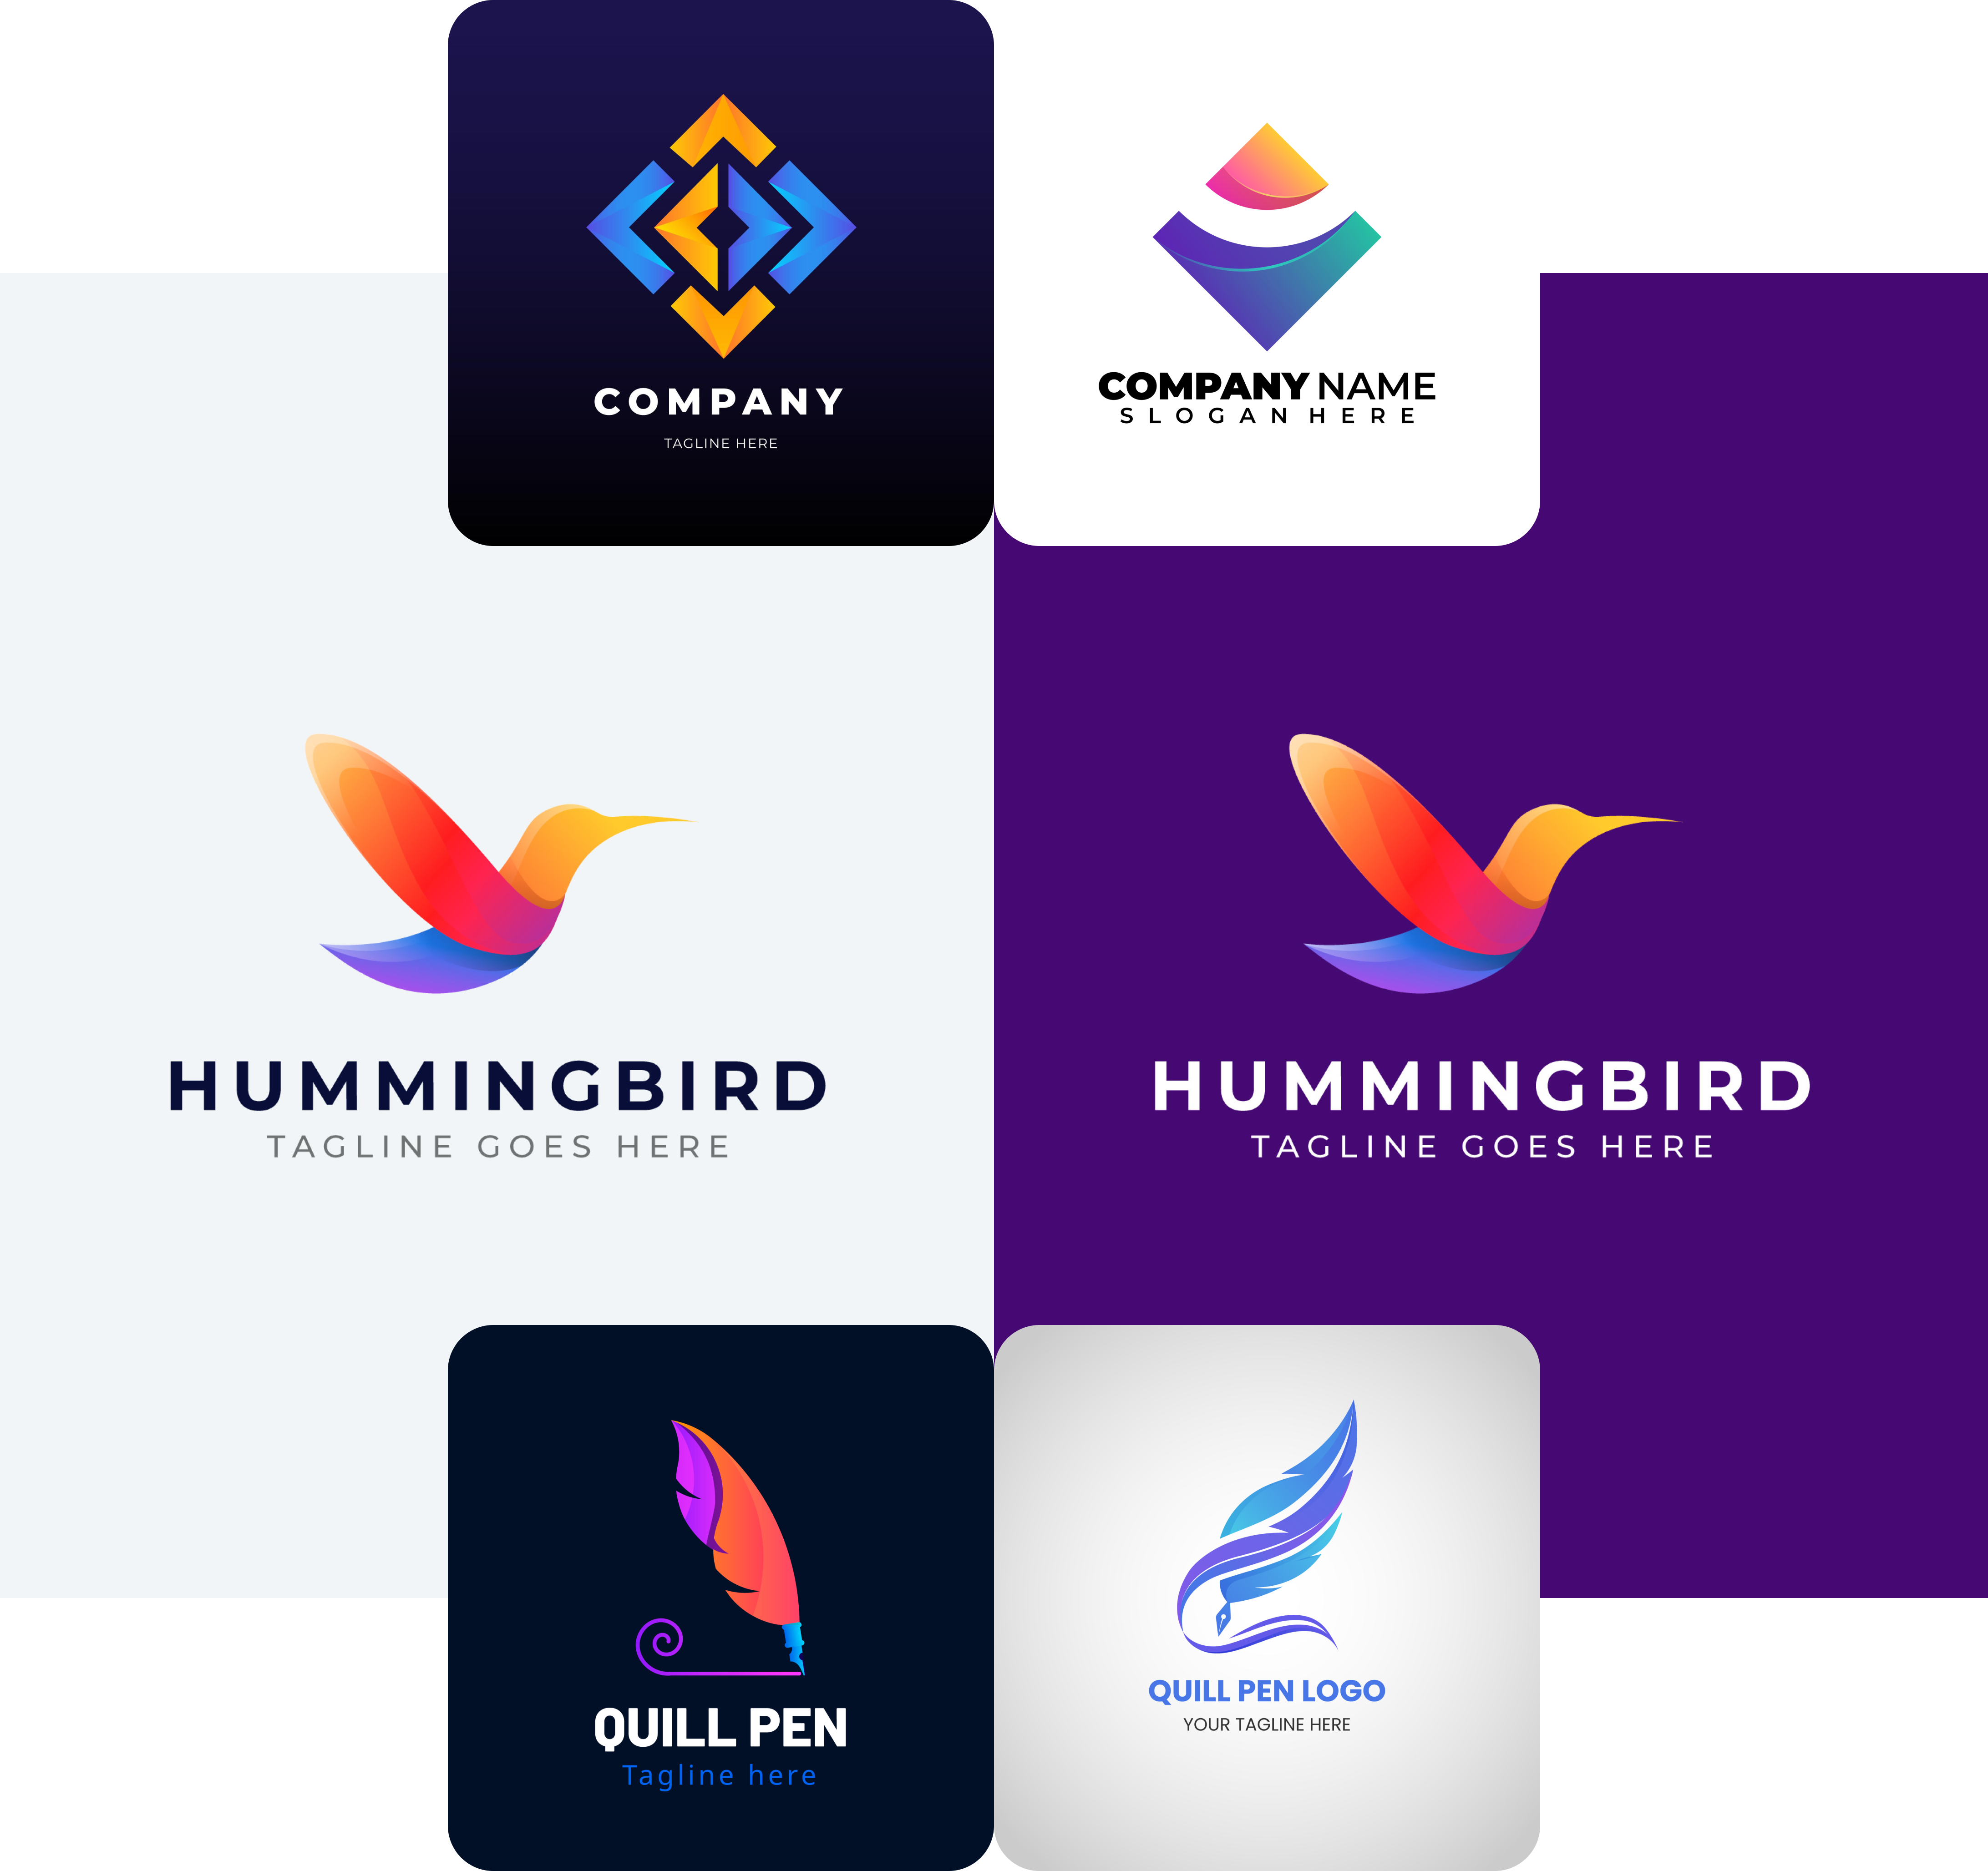 COMPANY
TAGLINE HERE
COMPANY NAME
SLOGAN HERE
HUMMINGBIRD
TAGLINE GOES HERE
HUMMINGBIRD
TAGLINE GOES HERE
QUILL PEN
Tagline here
QUILL PEN LOGO
YOUR TAGLINE HERE